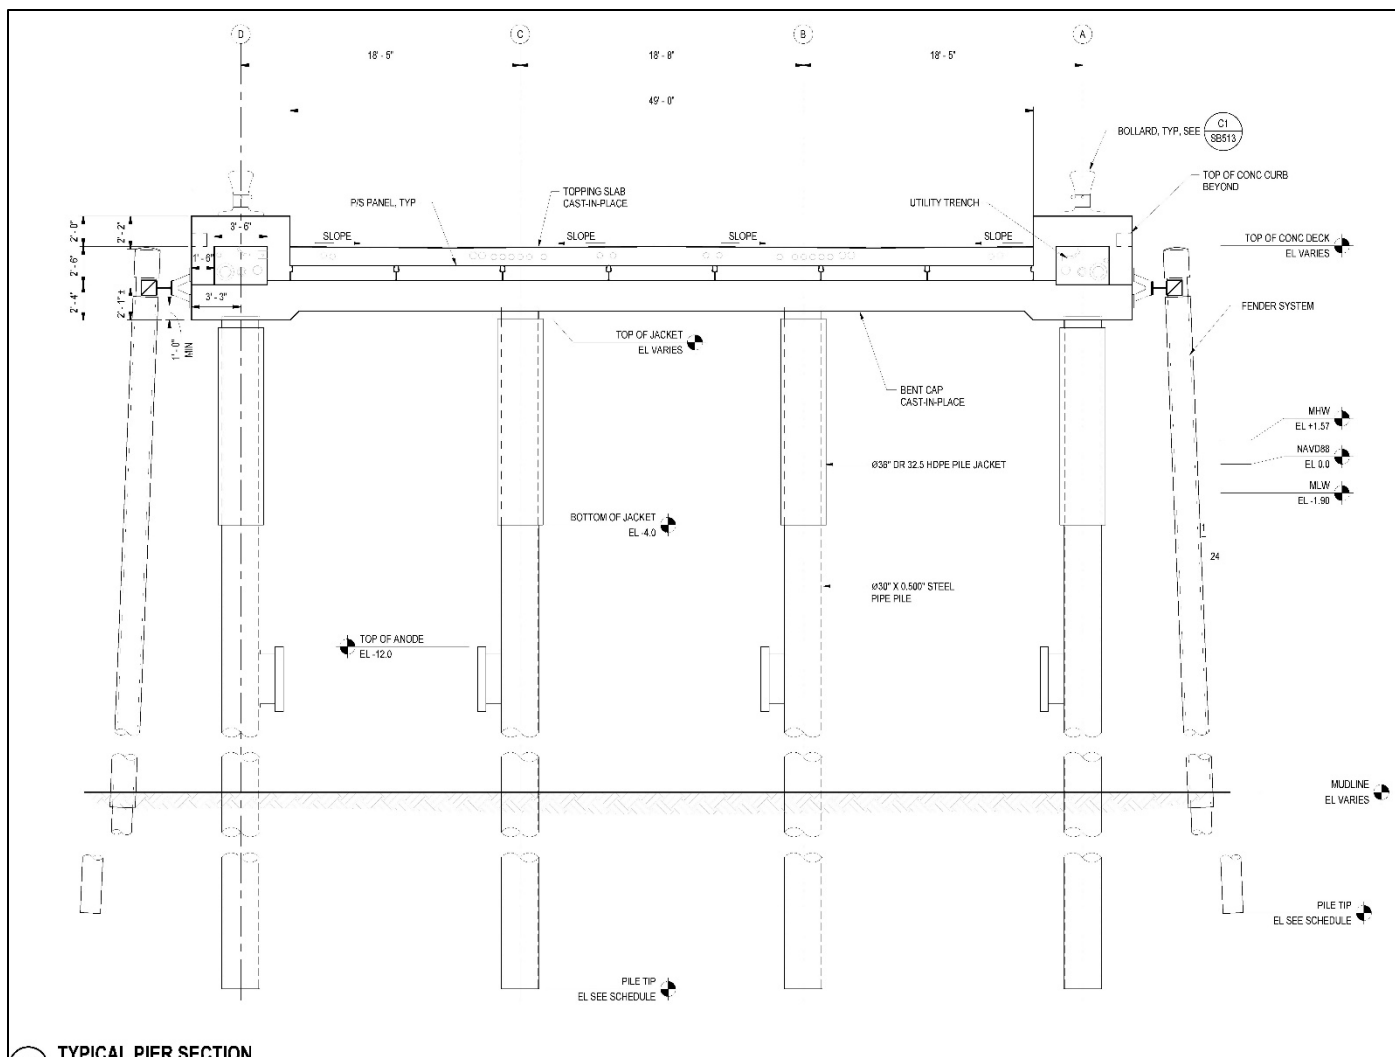 D
C
B
A
18' - 5"
18' - 8"
18' - 5"
49' - 0"
BOLLARD, TYP, SEE
C1
SB513
TOP OF CONC CURB
BEYOND
P/S PANEL, TYP
TOPPING SLAB
CAST-IN-PLACE
UTILITY TRENCH
2' - 0"
2' - 2"
3' - 6"
SLOPE
SLOPE
SLOPE
SLOPE
TOP OF CONC DECK
EL VARIES
2' - 6"
1' - 6"
2' - 4"
2' - 1" ±
3' - 3"
1' - 0"
MIN
FENDER SYSTEM
TOP OF JACKET
EL VARIES
BENT CAP
CAST-IN-PLACE
MHW
EL +1.57
NAVD88
EL 0.0
MLW
EL -1.90
Ø36" DR 32.5 HDPE PILE JACKET
BOTTOM OF JACKET
EL -4.0
1
24
Ø30" X 0.500" STEEL
PIPE PILE
TOP OF ANODE
EL -12.0
MUDLINE
EL VARIES
PILE TIP
EL SEE SCHEDULE
PILE TIP
EL SEE SCHEDULE
TYPICAL PIER SECTION